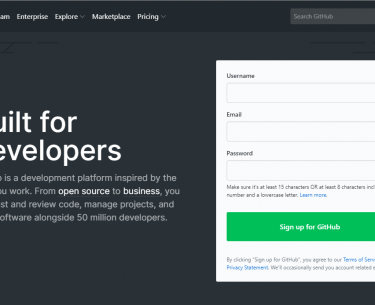 am Enterprise Explore Marketplace Pricing Search GitHub
uilt for
evelopers
o is a development platform inspired by the
ou work. From open source to business, you
st and review code, manage projects, and
software alongside 50 million developers.
Username
Email
Password
Make sure it's at least 15 characters OR at least 8 characters inclu
number and a lowercase letter. Learn more.
Sign up for GitHub
By clicking "Sign up for GitHub", you agree to our Terms of Servi
Privacy Statement. We'll occasionally send you account related e